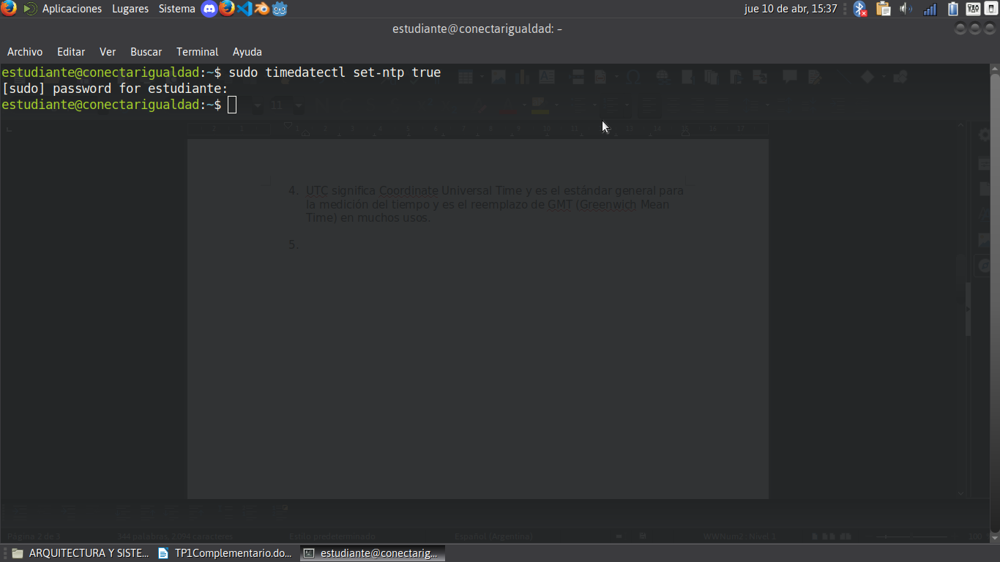 Aplicaciones Lugares Sistema jue 10 de abr, 15:37
estudiante@conectarigualdad: ~
Archivo Editar Ver Buscar Terminal Ayuda
estudiante@conectarigualdad:~$ sudo timedatectl set-ntp true
[sudo] password for estudiante:
estudiante@conectarigualdad:~$
11
4. UTC significa Coordinate Universal Time y es el estándar general para
la medición del tiempo y es el reemplazo de GMT (Greenwich Mean
Time) en muchos usos.
5.
Página 2 de 3 344 palabras, 2.094 caracteres Estilo predeterminado Español (Argentina) WWNum2: Nivel 1 100
ARQUITECTURA Y SISTE... TP1Complementario.do... estudiante@conectarig...